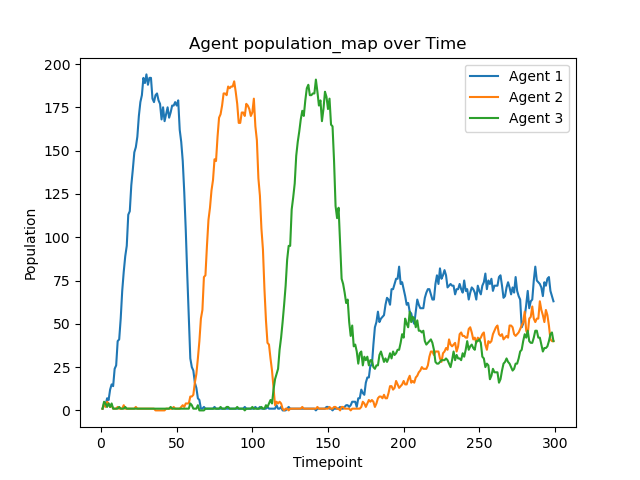 Agent population_map over Time
Agent 1
Agent 2
Agent 3
Population
200
175
150
125
100
75
50
25
0
0 50 100 150 200 250 300
Timepoint